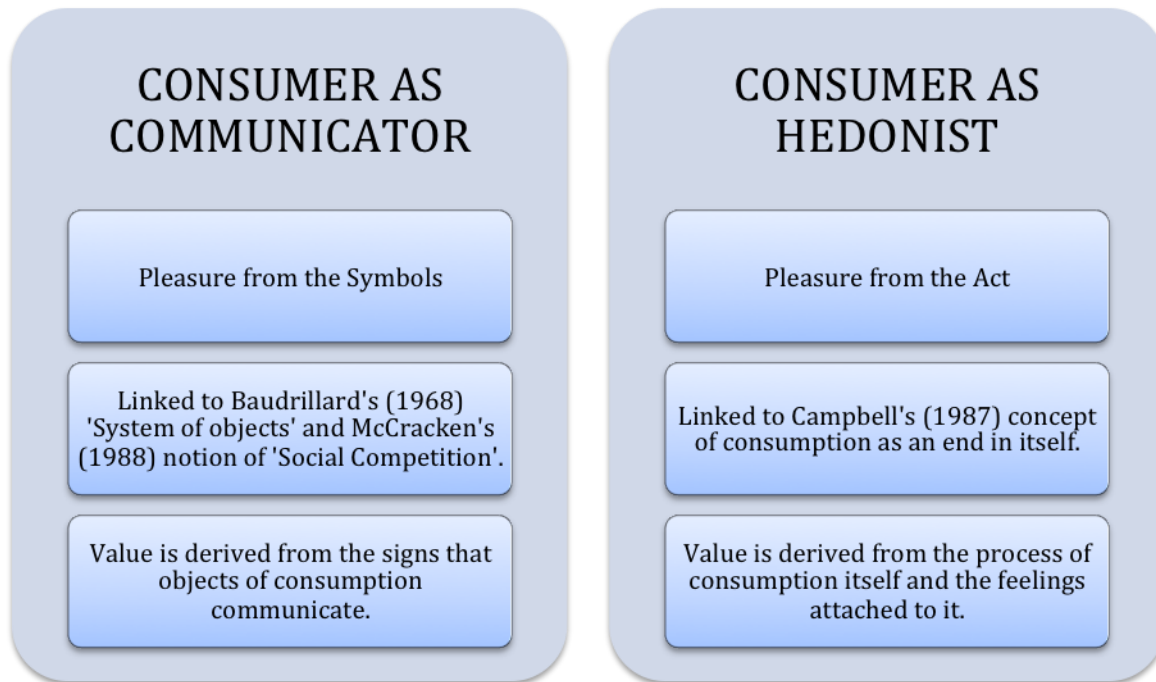 CONSUMER AS
COMMUNICATOR
Pleasure from the Symbols
Linked to Baudrillard's (1968)
'System of objects' and McCracken's
(1988) notion of 'Social Competition'.
Value is derived from the signs that
objects of consumption
communicate.
CONSUMER AS
HEDONIST
Pleasure from the Act
Linked to Campbell's (1987) concept
of consumption as an end in itself.
Value is derived from the process of
consumption itself and the feelings
attached to it.